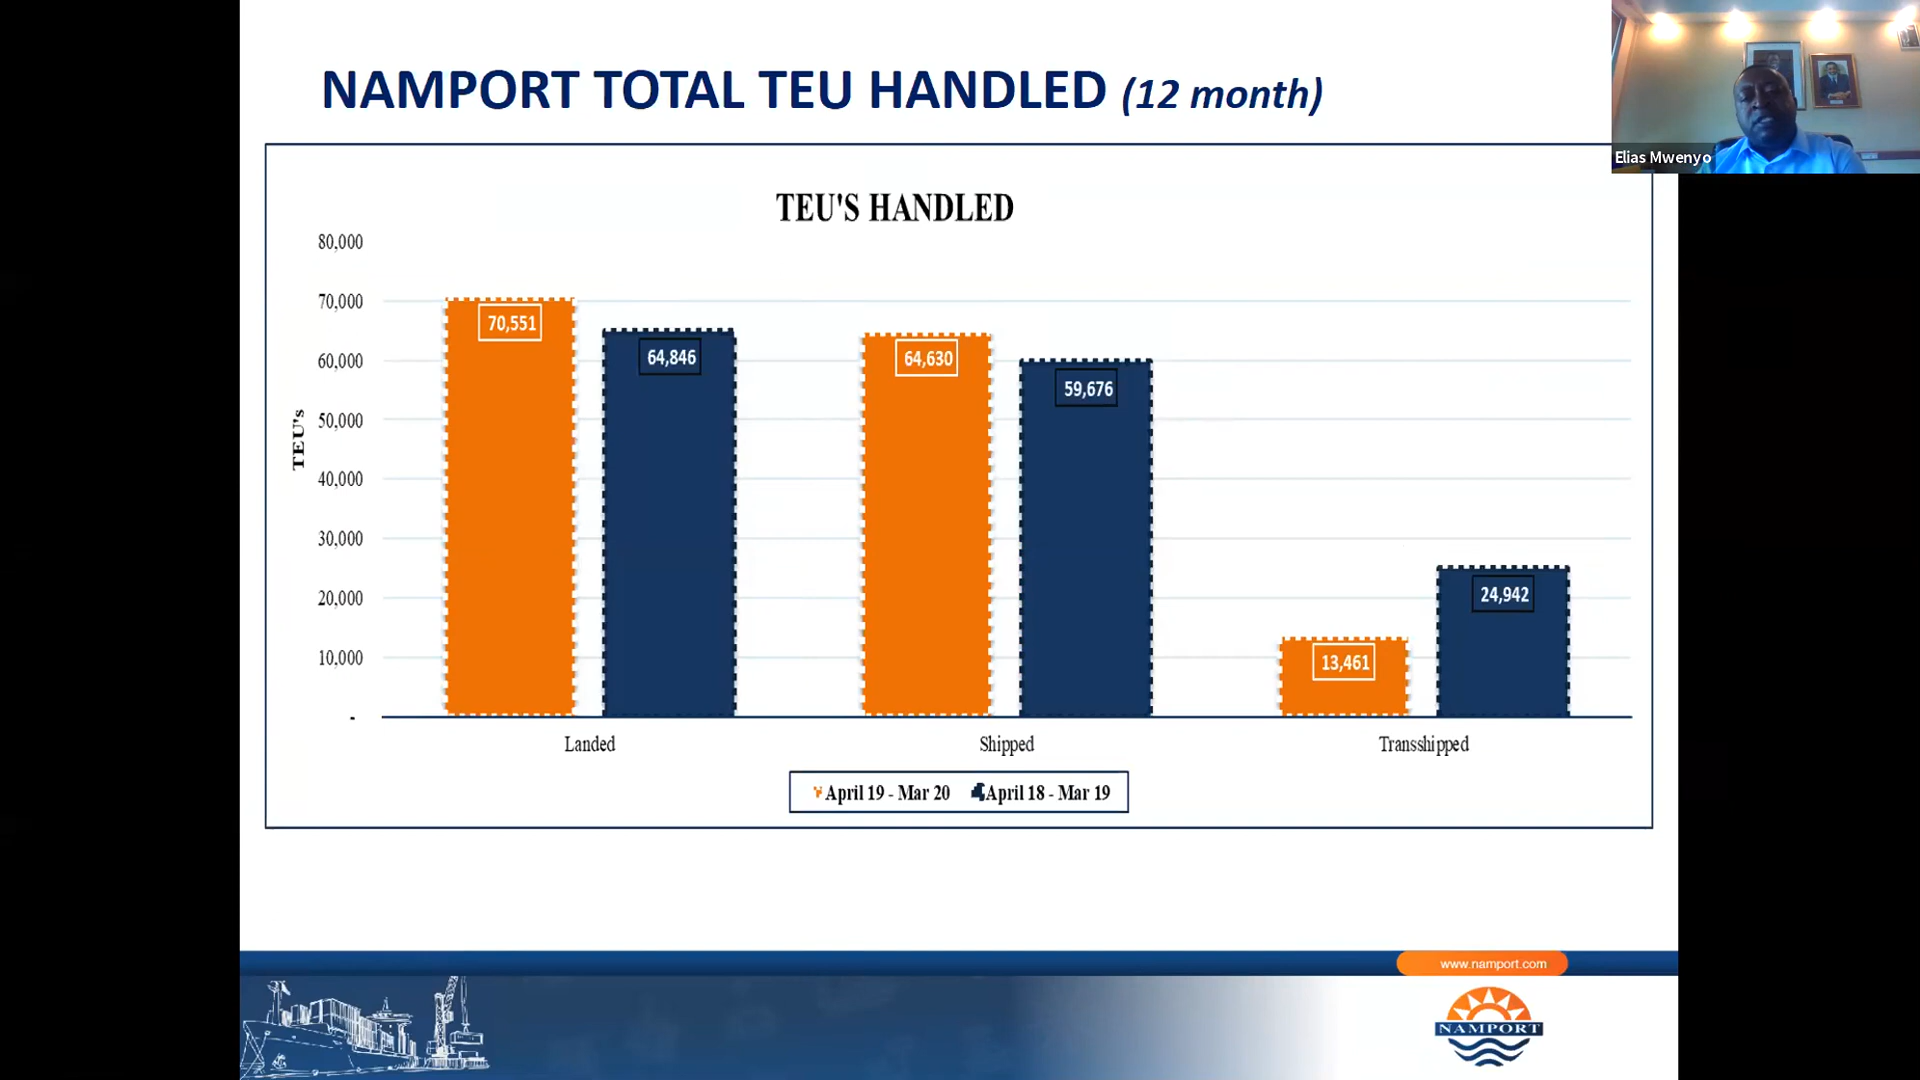 NAMPORT TOTAL TEU HANDLED (12 month)
Elias Mwenyo
TEU'S HANDLED
80,000
70,000
60,000
50,000
40,000
30,000
20,000
10,000
-
TEU's
70,551
64,846
64,630
59,676
13,461
24,942
Landed
Shipped
Transshipped
April 19 - Mar 20
April 18 - Mar 19
www.namport.com
NAMPORT